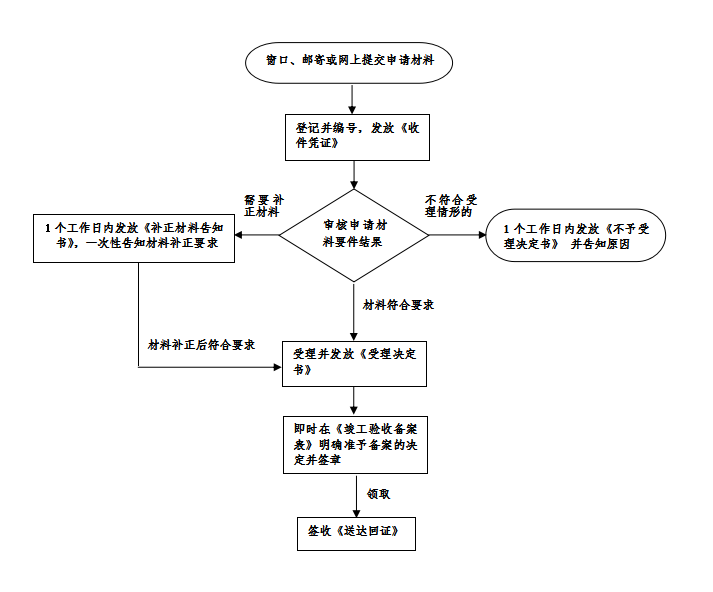 窗口、邮寄或网上提交申请材料
登记并编号，发放《收
件凭证》
需要补
正材料
不符合受
理情形的
审核申请材
料要件结果
1个工作日内发放《补正材料告知
书》，一次性告知材料补正要求
1个工作日内发放《不予受
理决定书》 并告知原因
材料符合要求
材料补正后符合要求
受理并发放《受理决定
书》
即时在《竣工验收备案
表》明确准予备案的决
定并签章
领取
签收《送达回证》